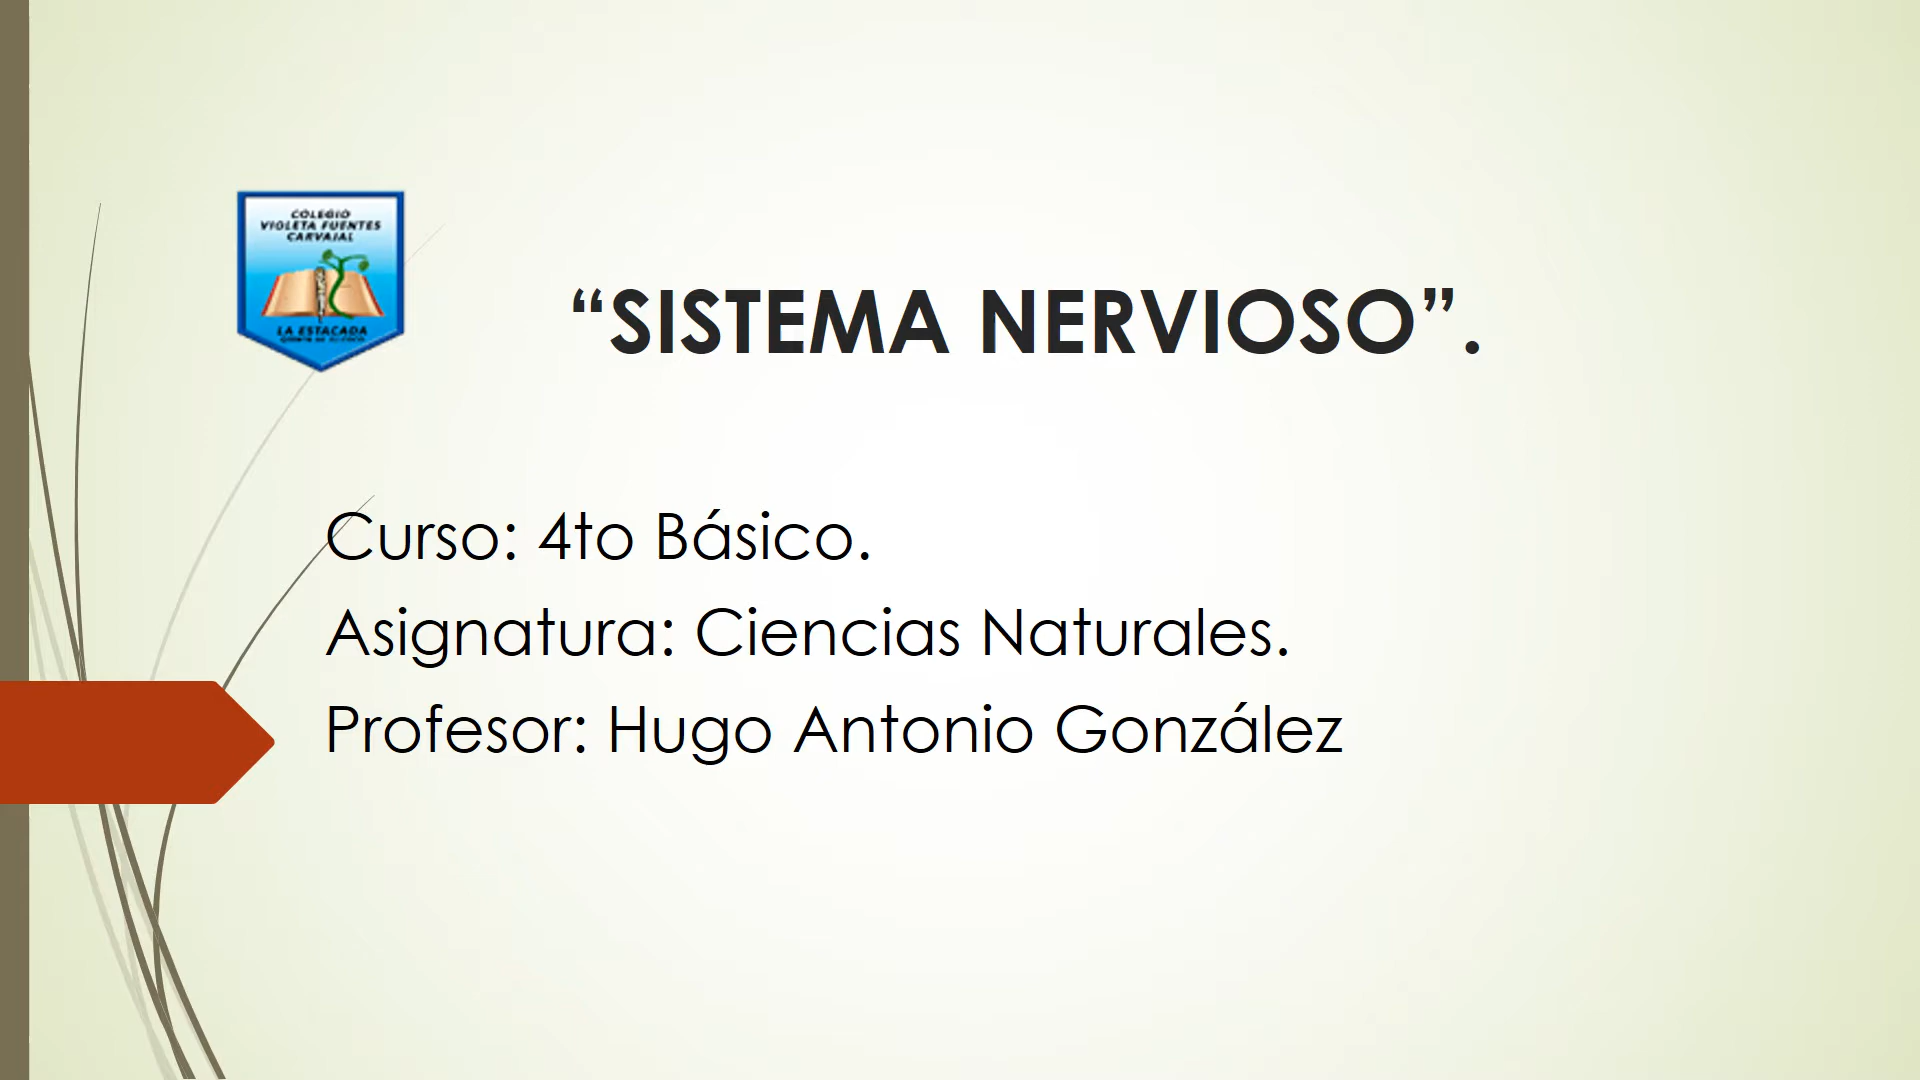 COLEGIO
VIOLETA FUENTES
CARVAJAL
LA ESTACADA
“SISTEMA NERVIOSO”.
Curso: 4to Básico.
Asignatura: Ciencias Naturales.
Profesor: Hugo Antonio González